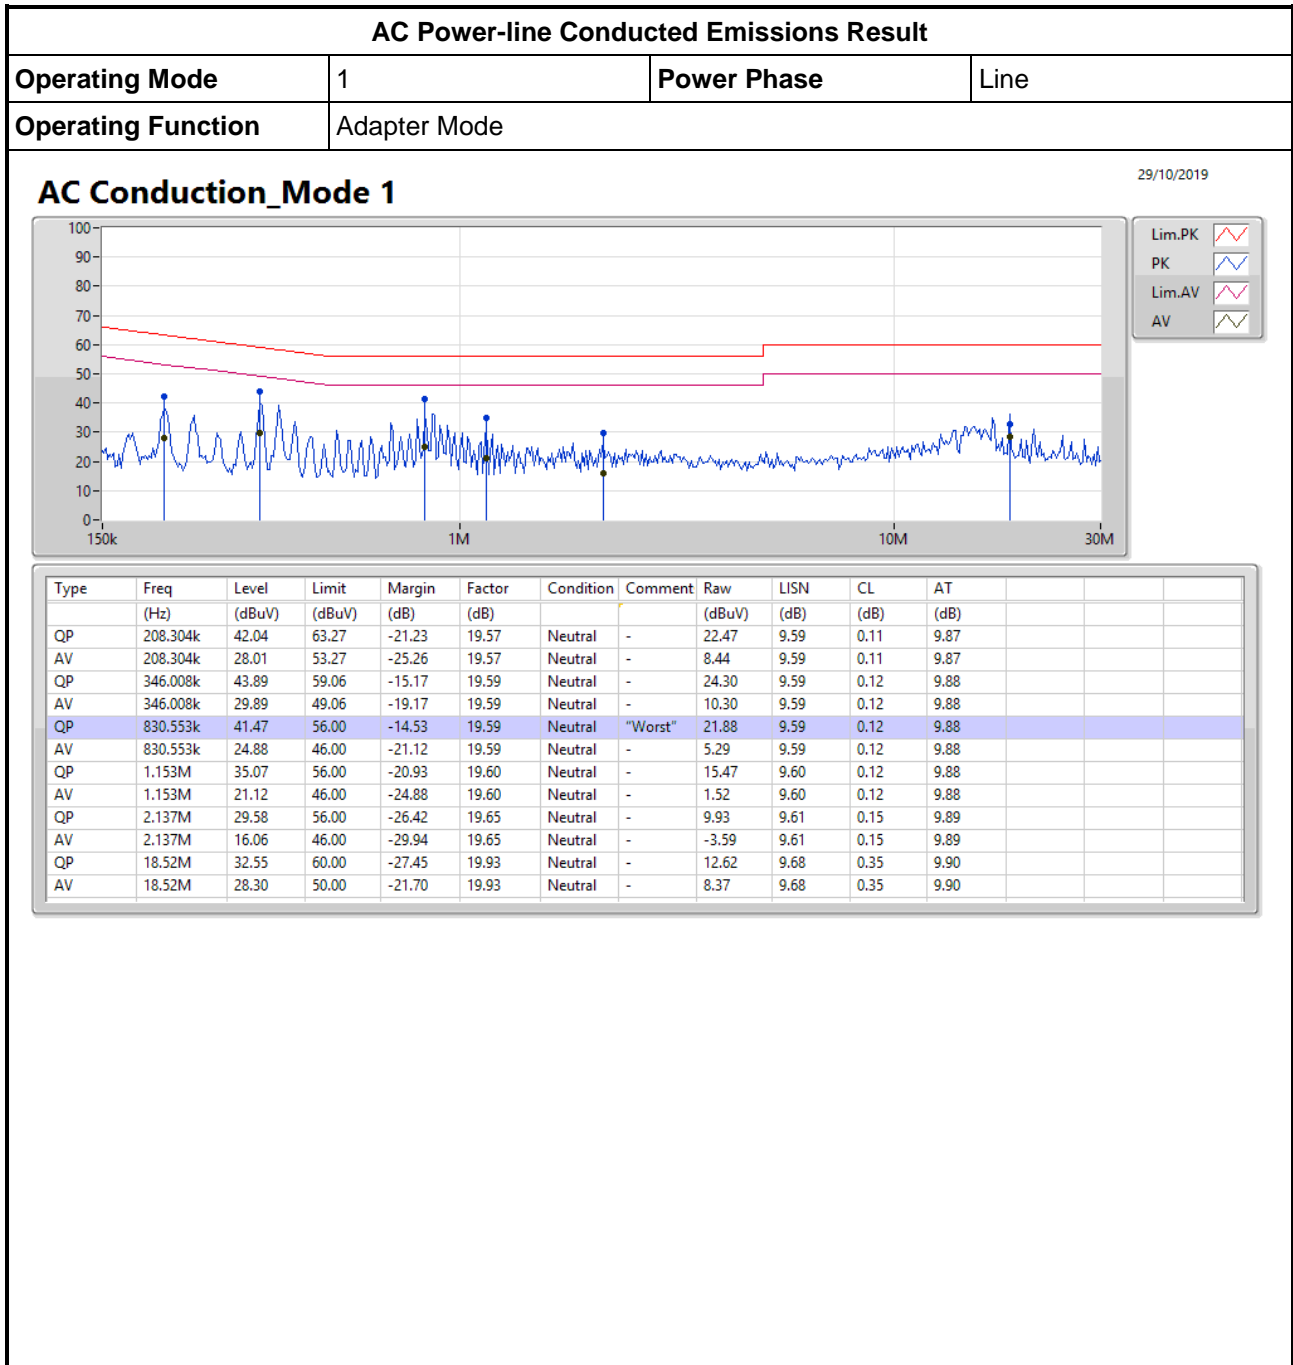 AC Power-line Conducted Emissions Result
Operating Mode 1 Power Phase Line
Operating Function Adapter Mode
29/10/2019
AC Conduction_Mode 1
100
90
80
70
60
50
40
30
20
10
0
150k 1M 10M 30M
Lim.PK
PK
Lim.AV
AV
Type Freq Level Limit Margin Factor Condition Comment Raw LISN CL AT
(Hz) (dBuV) (dBuV) (dB) (dB) (dBuV) (dB) (dB) (dB)
QP 208.304k 42.04 63.27 -21.23 19.57 Neutral - 22.47 9.59 0.11 9.87
AV 208.304k 28.01 53.27 -25.26 19.57 Neutral - 8.44 9.59 0.11 9.87
QP 346.008k 43.89 59.06 -15.17 19.59 Neutral - 24.30 9.59 0.12 9.88
AV 346.008k 29.89 49.06 -19.17 19.59 Neutral - 10.30 9.59 0.12 9.88
QP 830.553k 41.47 56.00 -14.53 19.59 Neutral "Worst" 21.88 9.59 0.12 9.88
AV 830.553k 24.88 46.00 -21.12 19.59 Neutral - 5.29 9.59 0.12 9.88
QP 1.153M 35.07 56.00 -20.93 19.60 Neutral - 15.47 9.60 0.12 9.88
AV 1.153M 21.12 46.00 -24.88 19.60 Neutral - 1.52 9.60 0.12 9.88
QP 2.137M 29.58 56.00 -26.42 19.65 Neutral - 9.93 9.61 0.15 9.89
AV 2.137M 16.06 46.00 -29.94 19.65 Neutral - -3.59 9.61 0.15 9.89
QP 18.52M 32.55 60.00 -27.45 19.93 Neutral - 12.62 9.68 0.35 9.90
AV 18.52M 28.30 50.00 -21.70 19.93 Neutral - 8.37 9.68 0.35 9.90